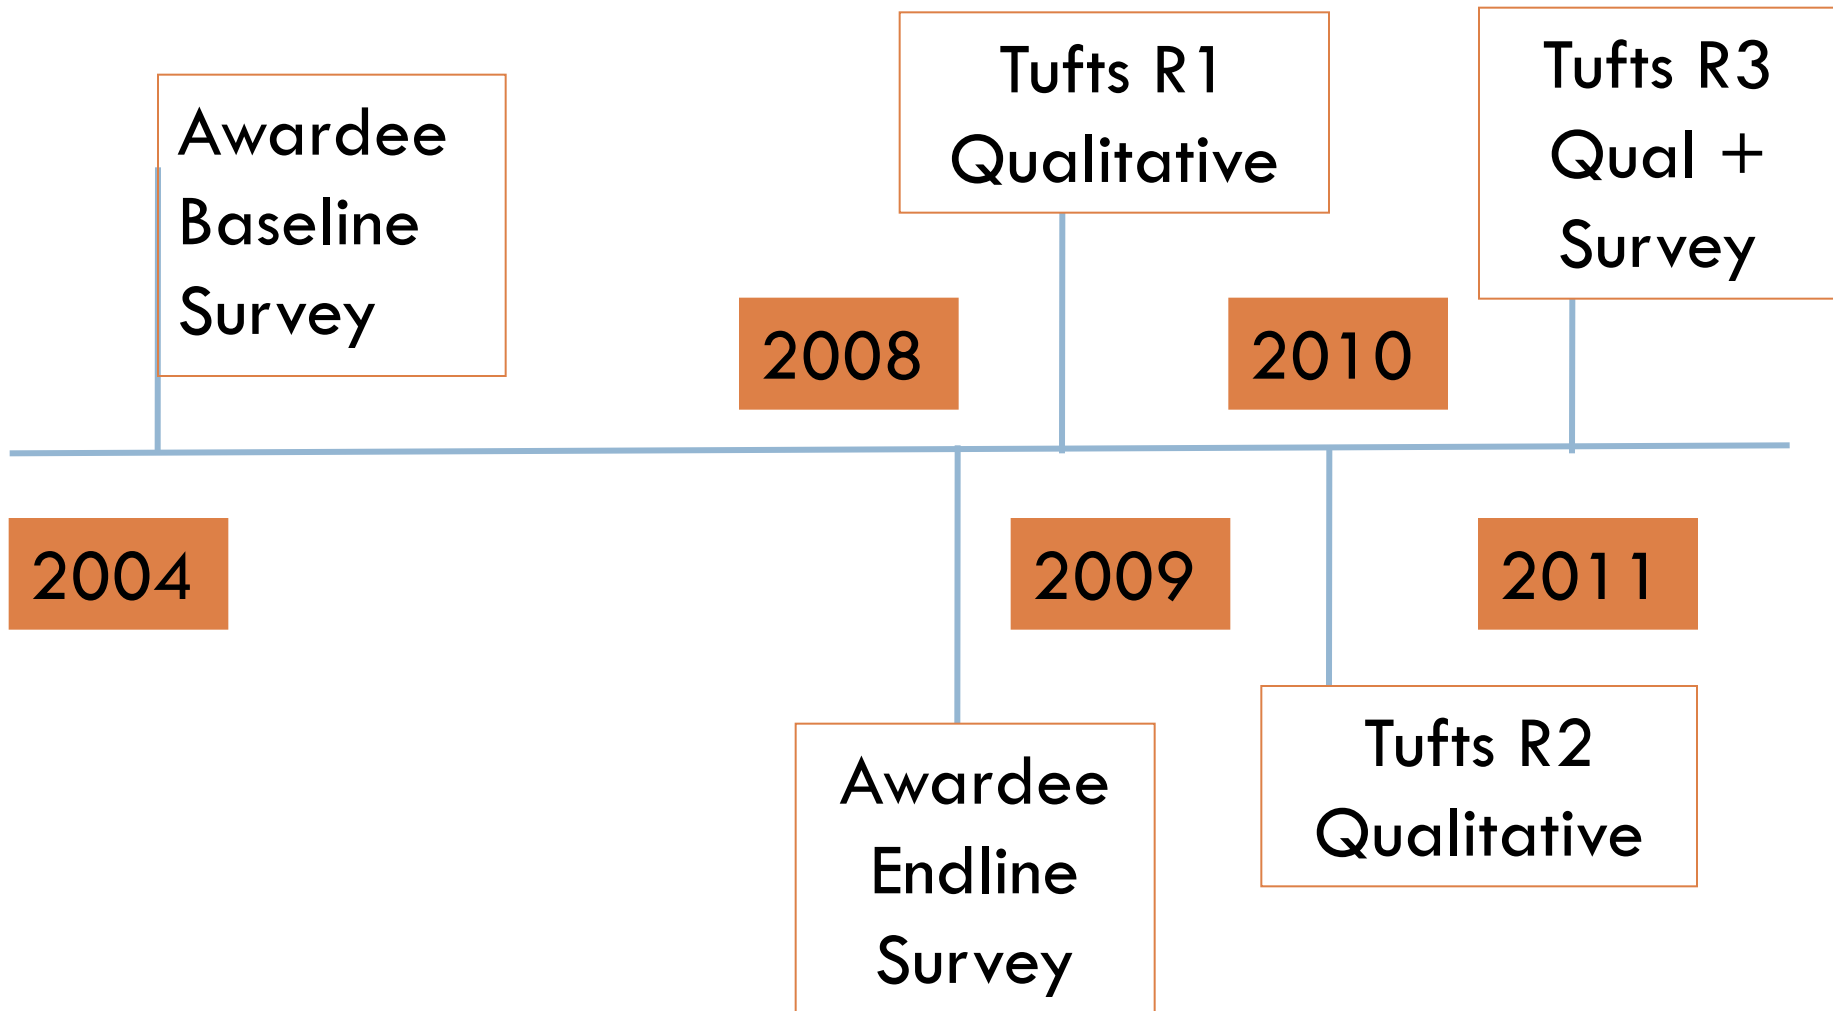 Awardee
Baseline
Survey
Tufts R1
Qualitative
Tufts R3
Qual +
Survey
2008
2010
2004
2009
2011
Awardee
Endline
Survey
Tufts R2
Qualitative